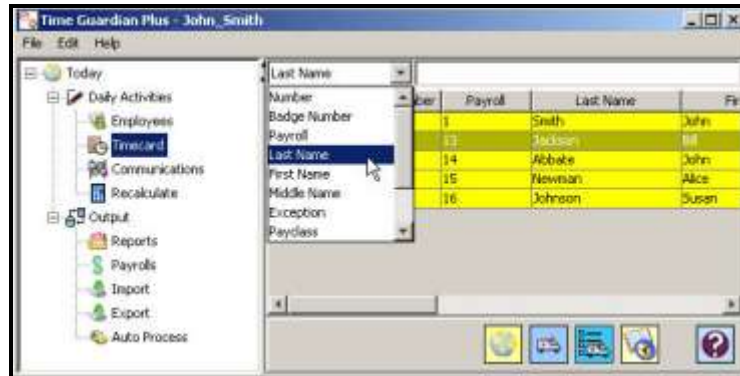 Time Guardian Plus - John_Smith
File Edit Help
Today
Daily Activities
Employees
Timecard
Communications
Recalculate
Output
Reports
Payrolls
Import
Export
Auto Process
Last Name
Number
Badge Number
Payroll
Last Name
First Name
Middle Name
Exception
Payclass
ber Payroll Last Name Fir
1 Smith John
13 Jackson Bill
14 Abbate John
15 Newman Alice
16 Johnson Susan
?